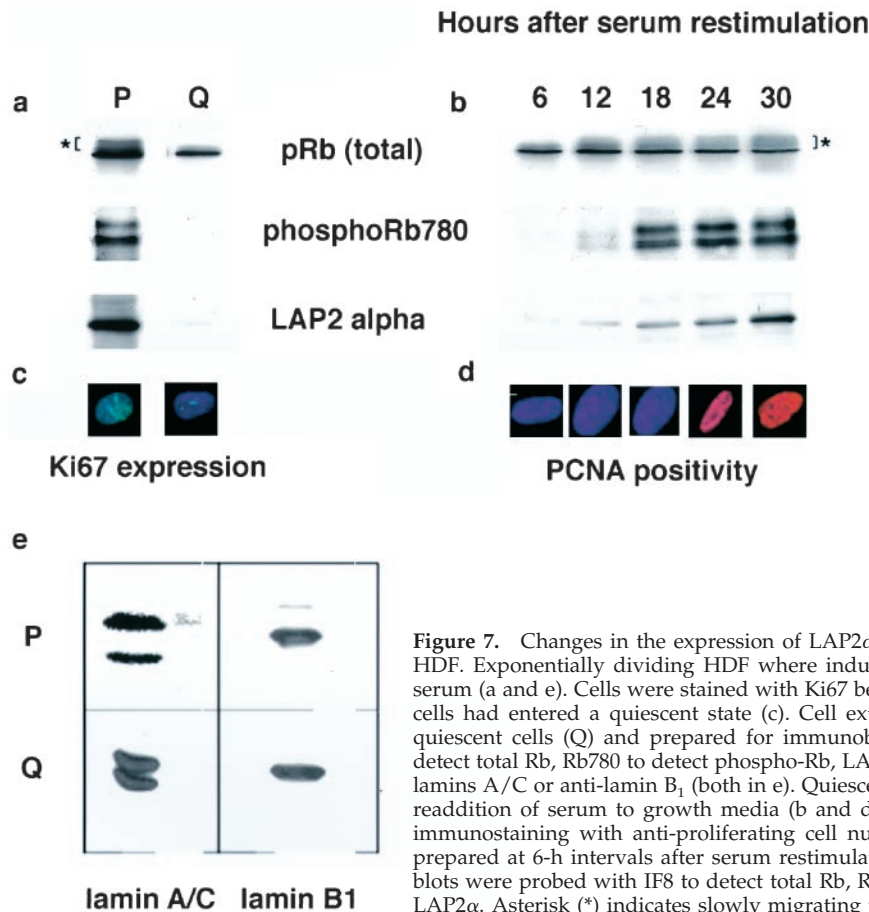 Hours after serum restimulation
a P Q b 6 12 18 24 30
*[ pRb (total) ]*
phosphoRb780
LAP2 alpha
c d
Ki67 expression PCNA positivity
e
P
Q
lamin A/C lamin B1
Figure 7. Changes in the expression of LAP2α
HDF. Exponentially dividing HDF where indu
serum (a and e). Cells were stained with Ki67 be
cells had entered a quiescent state (c). Cell ex
quiescent cells (Q) and prepared for immunob
detect total Rb, Rb780 to detect phospho-Rb, LA
lamins A/C or anti-lamin B₁ (both in e). Quiesce
readdition of serum to growth media (b and d
immunostaining with anti-proliferating cell nu
prepared at 6-h intervals after serum restimula
blots were probed with IF8 to detect total Rb, R
LAP2α. Asterisk (*) indicates slowly migrating